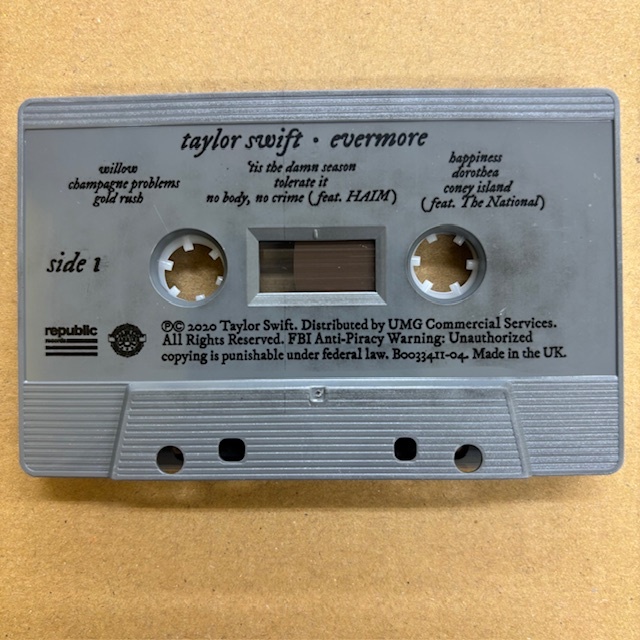 taylor swift · evermore
willow
champagne problems
gold rush
'tis the damn season
tolerate it
no body, no crime (feat. HAIM)
happiness
dorothea
coney island
(feat. The National)
side 1
republic
records
Ⓟ© 2020 Taylor Swift. Distributed by UMG Commercial Services.
All Rights Reserved. FBI Anti-Piracy Warning: Unauthorized
copying is punishable under federal law. B0033411-04. Made in the UK.